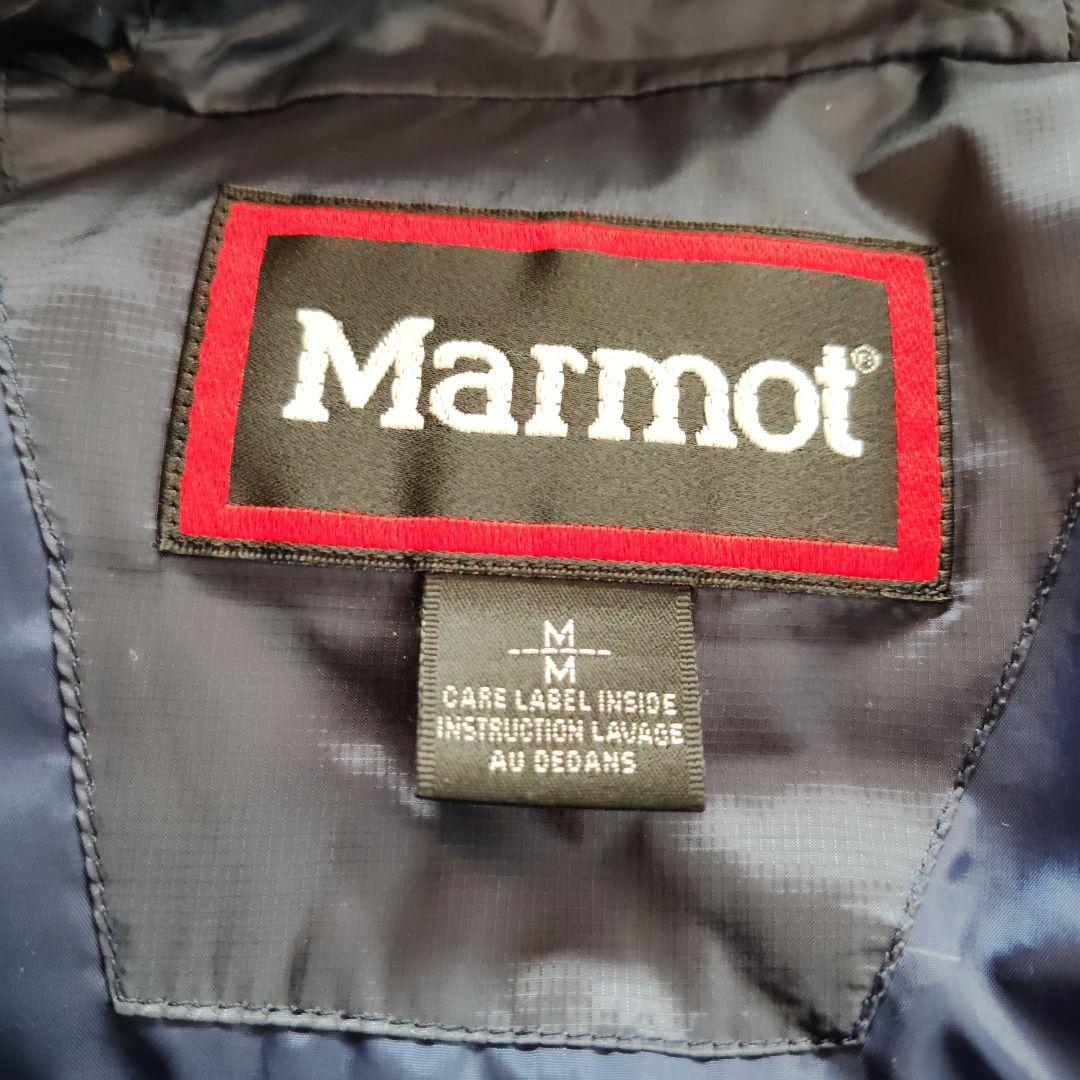 Marmot®
M
M
CARE LABEL INSIDE
INSTRUCTION LAVAGE
AU DEDANS